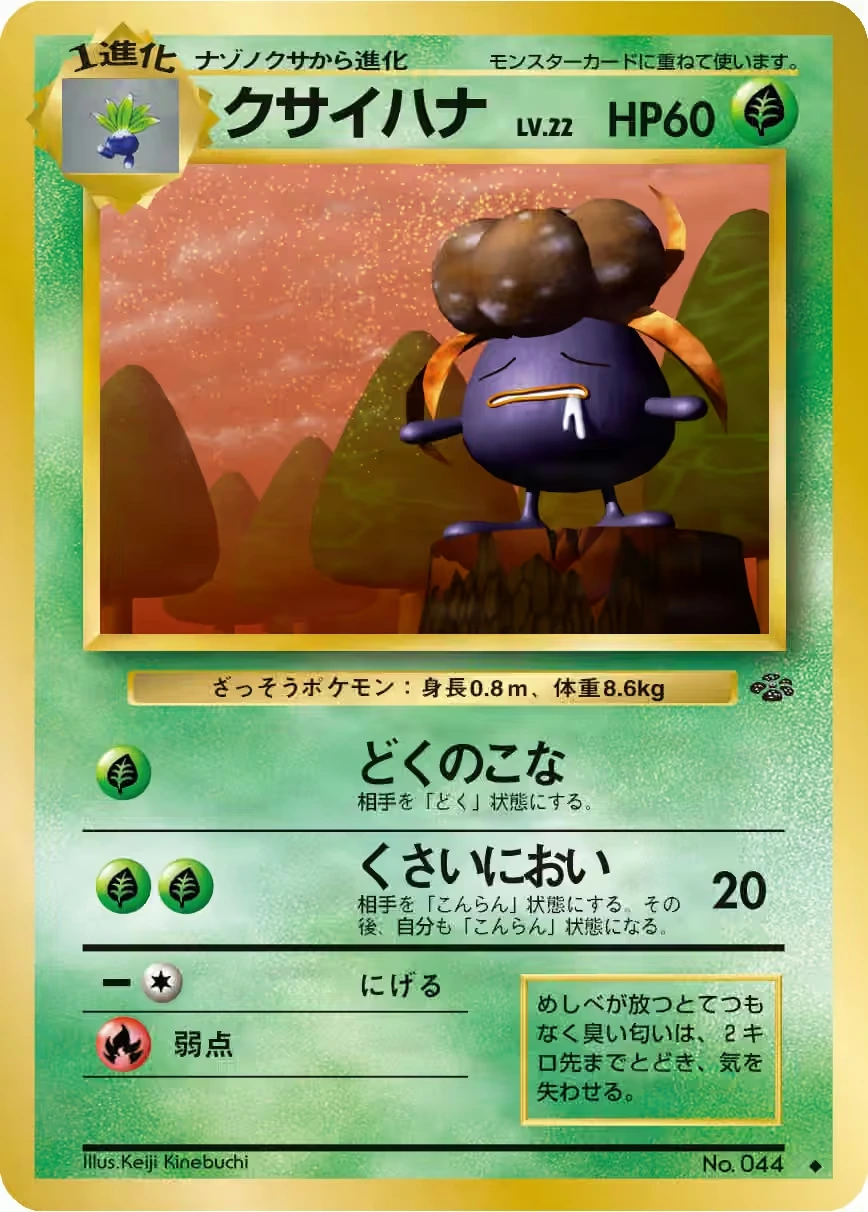 1進化 ナゾノクサから進化 モンスターカードに重ねて使います。
クサイハナ LV.22 HP60
ざっそうポケモン：身長0.8m、体重8.6kg
どくのこな
相手を「どく」状態にする。
くさいにおい 20
相手を「こんらん」状態にする。その
後、自分も「こんらん」状態になる。
にげる
弱点
めしべが放つとてつも
なく臭い匂いは、2キ
ロ先までとどき、気を
失わせる。
Illus.Keiji Kinebuchi No. 044